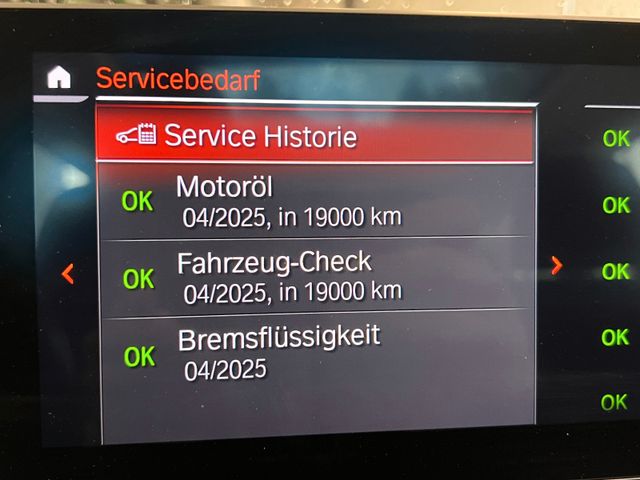 Servicebedarf
Service Historie
OK
OK Motoröl
04/2025, in 19000 km
OK
OK Fahrzeug-Check
04/2025, in 19000 km
OK
OK Bremsflüssigkeit
04/2025
OK
OK